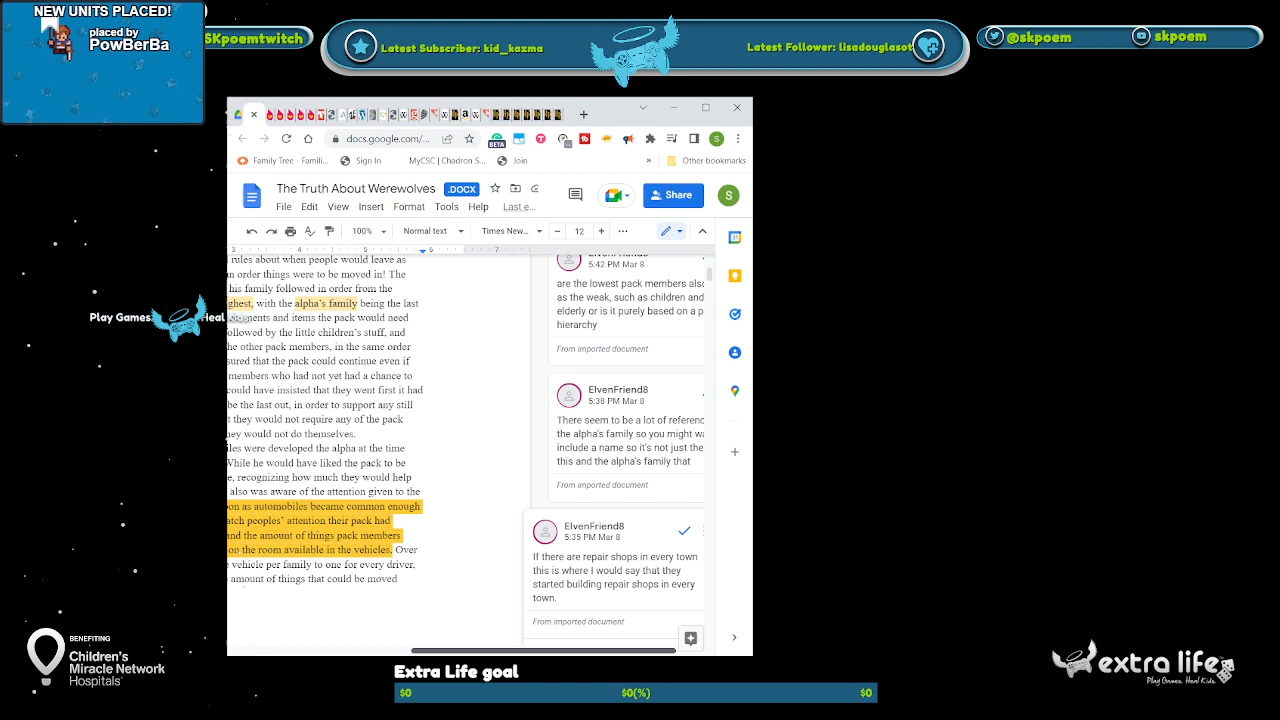 NEW UNITS PLACED!
placed by
PowBerBa
SKpoemtwitch
Latest Subscriber: kid_kazma
Latest Follower: lisadouglasot
@skpoem
skpoem
docs.google.com/...
BETA
Family Tree - Famili...
Sign In
MyCSC | Chadron S...
Join
»
Other bookmarks
The Truth About Werewolves
.DOCX
Share
S
File Edit View Insert Format Tools Help Last e...
100%
Normal text
Times New...
12
3 4 5 6 7
rules about when people would leave as
n order things were to be moved in! The
his family followed in order from the
ghest, with the alpha's family being the last
ments and items the pack would need
ollowed by the little children's stuff, and
he other pack members, in the same order
sured that the pack could continue even if
members who had not yet had a chance to
could have insisted that they went first it had
be the last out, in order to support any still
t they would not require any of the pack
hey would not do themselves.
iles were developed the alpha at the time
While he would have liked the pack to be
e, recognizing how much they would help
also was aware of the attention given to the
oon as automobiles became common enough
atch peoples' attention their pack had
and the amount of things pack members
on the room available in the vehicles. Over
e vehicle per family to one for every driver,
amount of things that could be moved
5:42 PM Mar 8
are the lowest pack members also
as the weak, such as children and
elderly or is it purely based on a p
hierarchy
From imported document
ElvenFriend8
5:38 PM Mar 8
There seem to be a lot of referenc
the alpha's family so you might wa
include a name so it's not just the
this and the alpha's family that
From imported document
ElvenFriend8
5:35 PM Mar 8
If there are repair shops in every town
this is where I would say that they
started building repair shops in every
town.
From imported document
Play Games. Heal Kids.
BENEFITING
Children's
Miracle Network
Hospitals
Extra Life goal
$0 $0(%) $0
extra life
Play Games. Heal Kids.